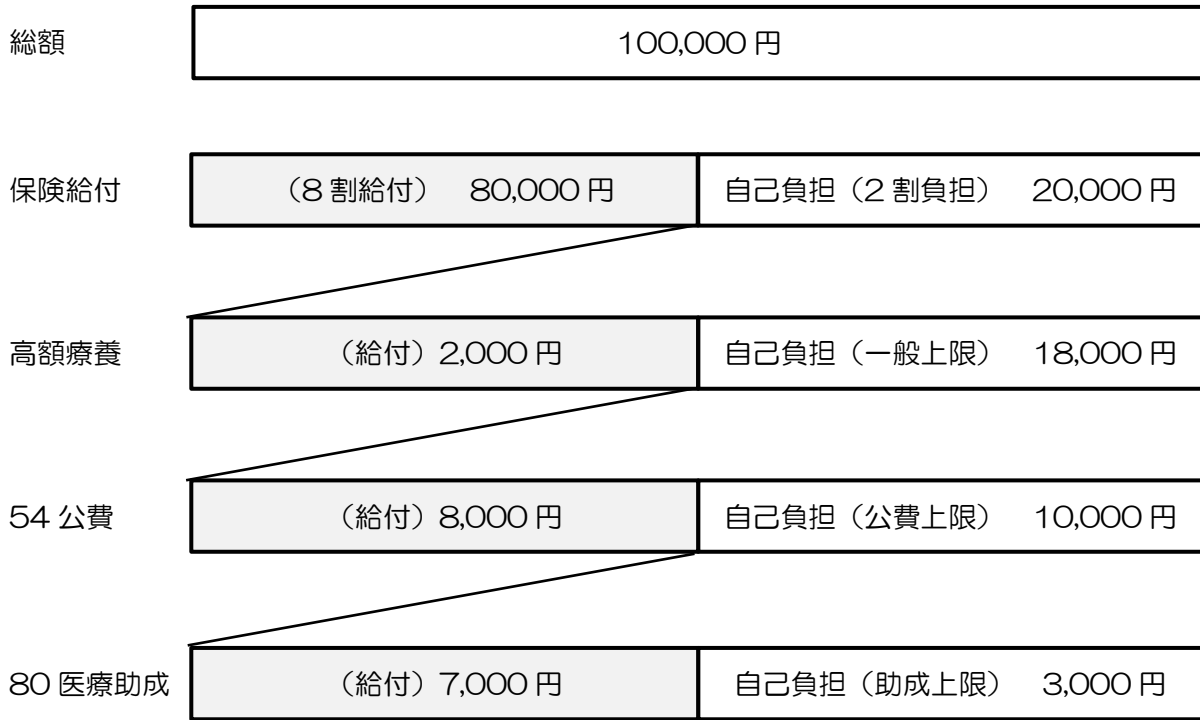 総額 100,000 円
保険給付 （8 割給付） 80,000 円 自己負担（2 割負担） 20,000 円
高額療養 （給付）2,000 円 自己負担（一般上限） 18,000 円
54 公費 （給付）8,000 円 自己負担（公費上限） 10,000 円
80 医療助成 （給付）7,000 円 自己負担（助成上限） 3,000 円